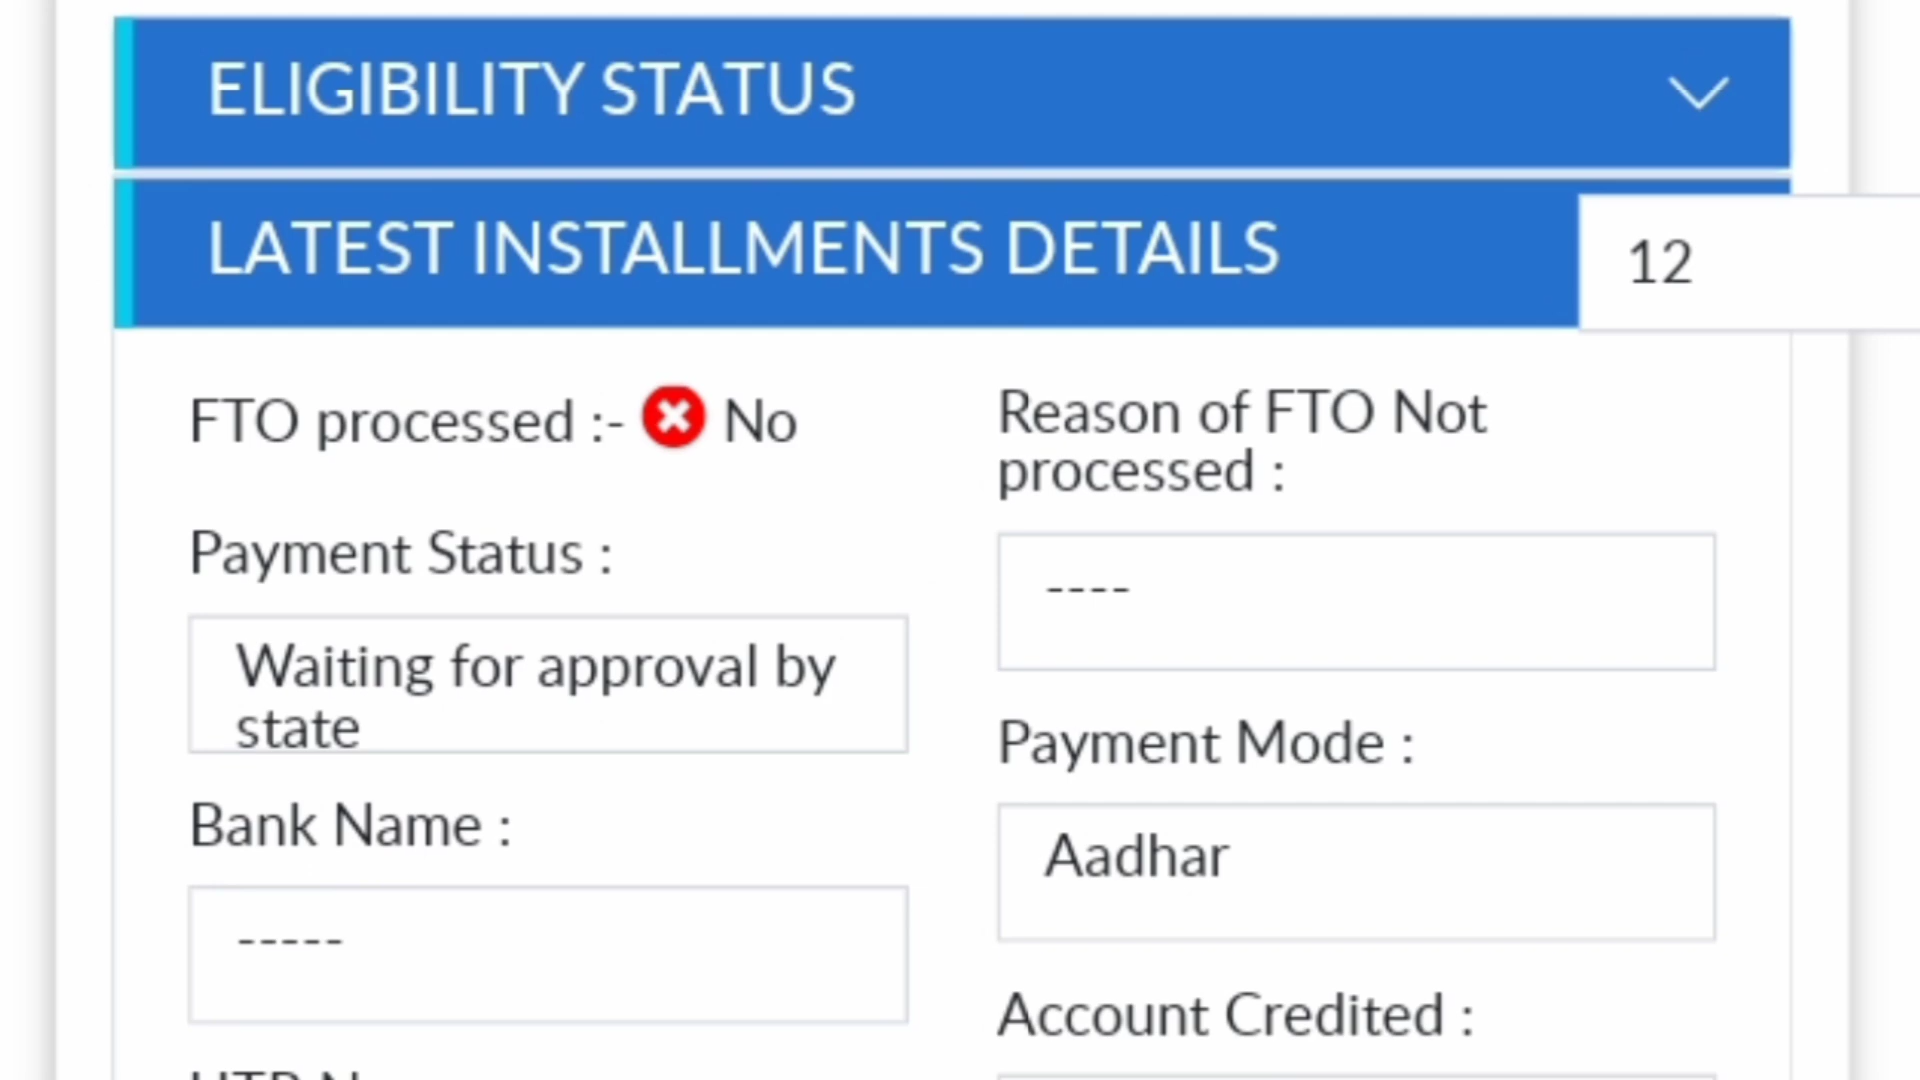 ELIGIBILITY STATUS
LATEST INSTALLMENTS DETAILS
12
FTO processed :- No
Reason of FTO Not
processed :
----
Payment Status :
Waiting for approval by
state
Payment Mode :
Aadhar
Bank Name :
-----
Account Credited :